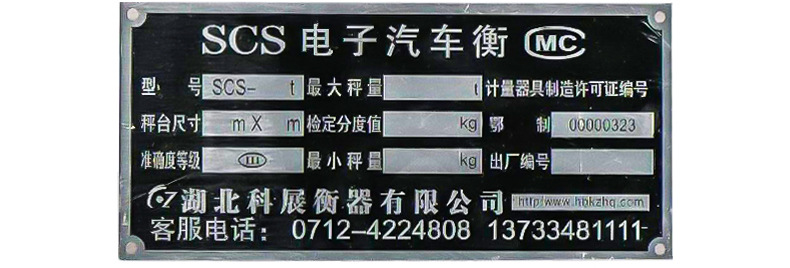 SCS 电子汽车衡 MC
型号 SCS- t 最大秤量 t 计量器具制造许可证编号
秤台尺寸 m X m 检定分度值 kg 鄂制 00000323
准确度等级 III 最小秤量 kg 出厂编号
湖北科展衡器有限公司 http://www.hbkzhq.com/
客服电话：0712-4224808 13733481111